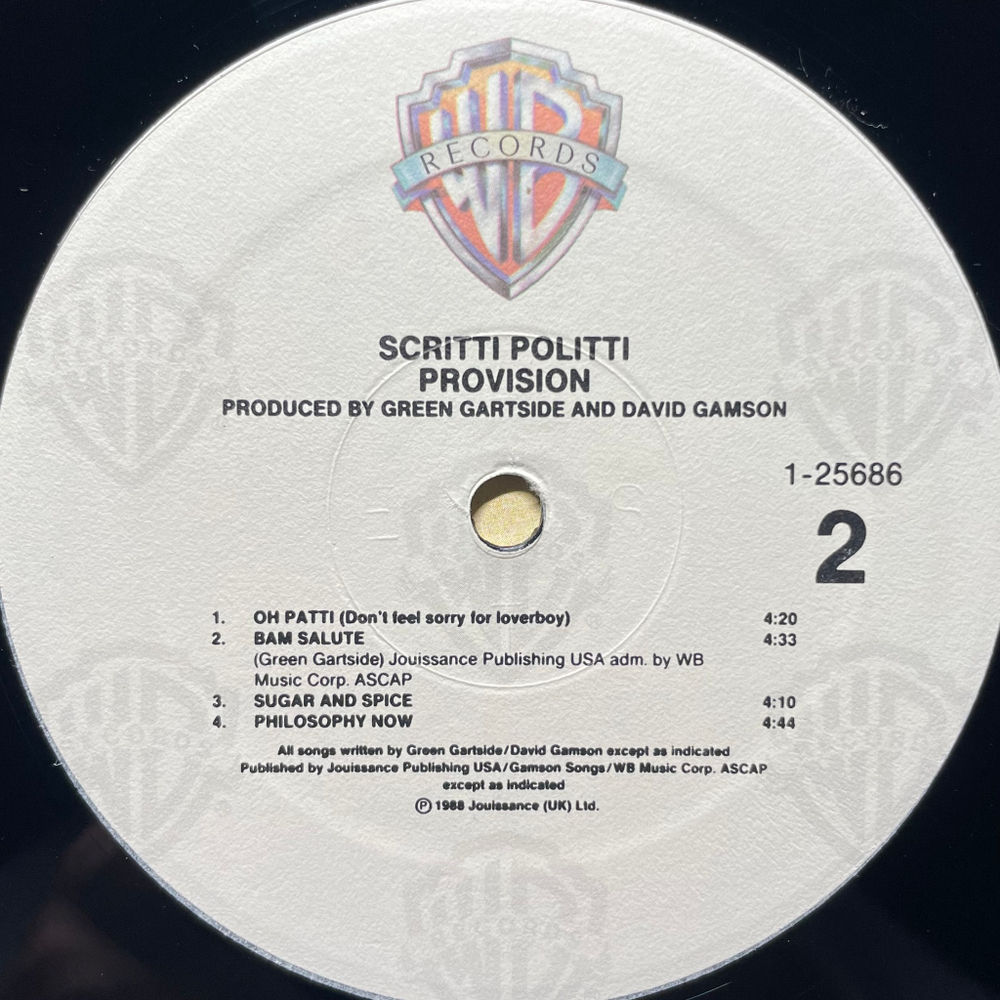 WB
RECORDS
SCRITTI POLITTI
PROVISION
PRODUCED BY GREEN GARTSIDE AND DAVID GAMSON
1-25686
2
1. OH PATTI (Don't feel sorry for loverboy) 4:20
2. BAM SALUTE 4:33
(Green Gartside) Jouissance Publishing USA adm. by WB
Music Corp. ASCAP
3. SUGAR AND SPICE 4:10
4. PHILOSOPHY NOW 4:44
All songs written by Green Gartside/David Gamson except as indicated
Published by Jouissance Publishing USA/Gamson Songs/WB Music Corp. ASCAP
except as indicated
Ⓟ 1988 Jouissance (UK) Ltd.